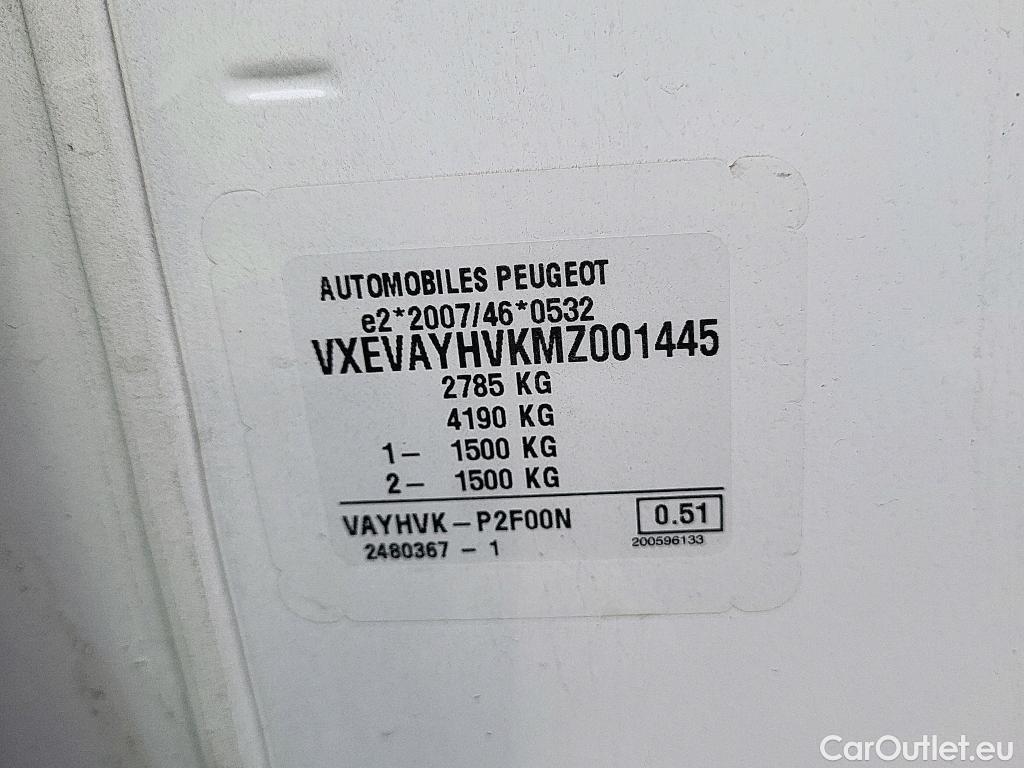 AUTOMOBILES PEUGEOT
e2*2007/46*0532
VXEVAYHVKMZ001445
2785 KG
4190 KG
1- 1500 KG
2- 1500 KG
VAYHVK-P2F00N 0.51
2480367 - 1 200596133
CarOutlet.eu